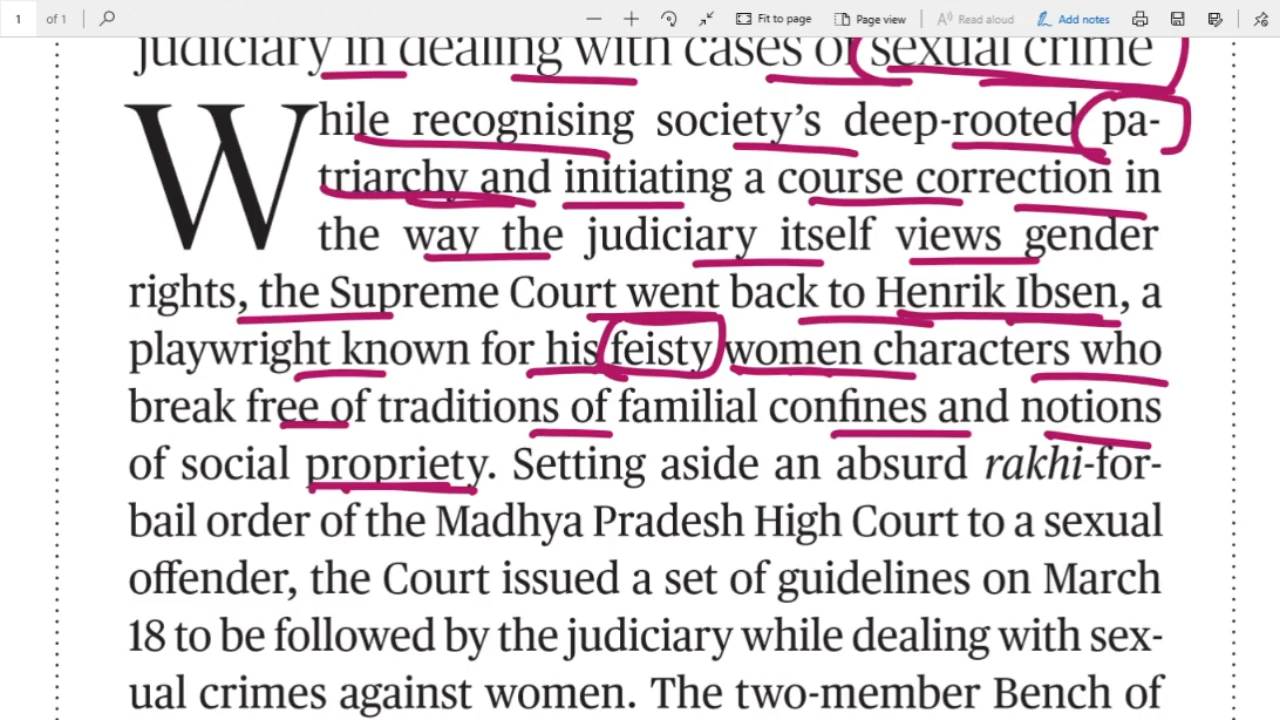 1 of 1 Fit to page Page view Read aloud Add notes
judiciary in dealing with cases of sexual crime
While recognising society's deep-rooted pa-
triarchy and initiating a course correction in
the way the judiciary itself views gender
rights, the Supreme Court went back to Henrik Ibsen, a
playwright known for his feisty women characters who
break free of traditions of familial confines and notions
of social propriety. Setting aside an absurd rakhi-for-
bail order of the Madhya Pradesh High Court to a sexual
offender, the Court issued a set of guidelines on March
18 to be followed by the judiciary while dealing with sex-
ual crimes against women. The two-member Bench of